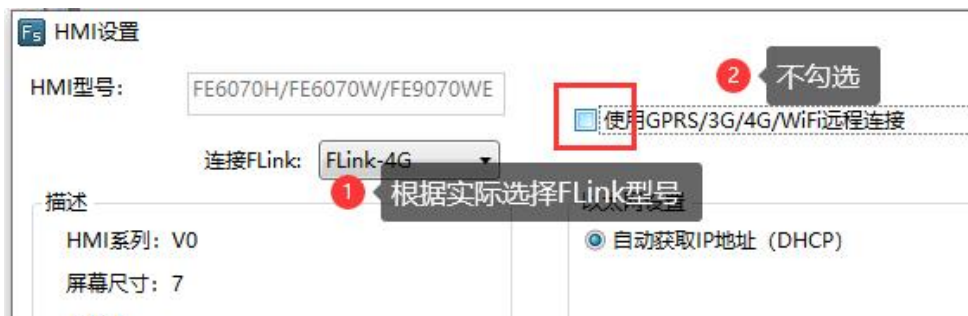 Fs HMI设置
HMI型号: FE6070H/FE6070W/FE9070WE
2 不勾选
使用GPRS/3G/4G/WiFi远程连接
连接FLink: FLink-4G
1 根据实际选择FLink型号
描述
HMI系列: V0
自动获取IP地址 (DHCP)
屏幕尺寸: 7